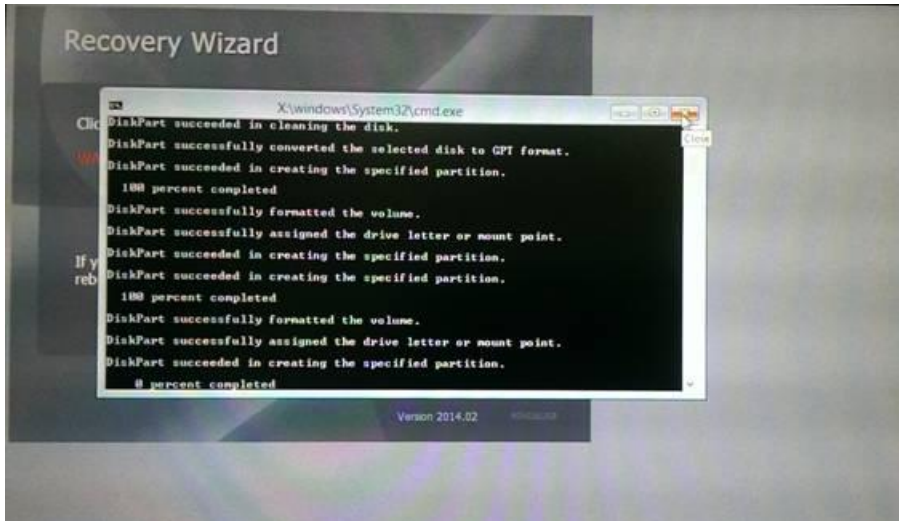 Recovery Wizard
X:\windows\System32\cmd.exe
Clic
DiskPart succeeded in cleaning the disk.
Close
DiskPart successfully converted the selected disk to GPT format.
WA
DiskPart succeeded in creating the specified partition.
100 percent completed
DiskPart successfully formatted the volume.
DiskPart successfully assigned the drive letter or mount point.
If y
DiskPart succeeded in creating the specified partition.
reb
DiskPart succeeded in creating the specified partition.
100 percent completed
DiskPart successfully formatted the volume.
DiskPart successfully assigned the drive letter or mount point.
DiskPart succeeded in creating the specified partition.
0 percent completed
Version 2014.02